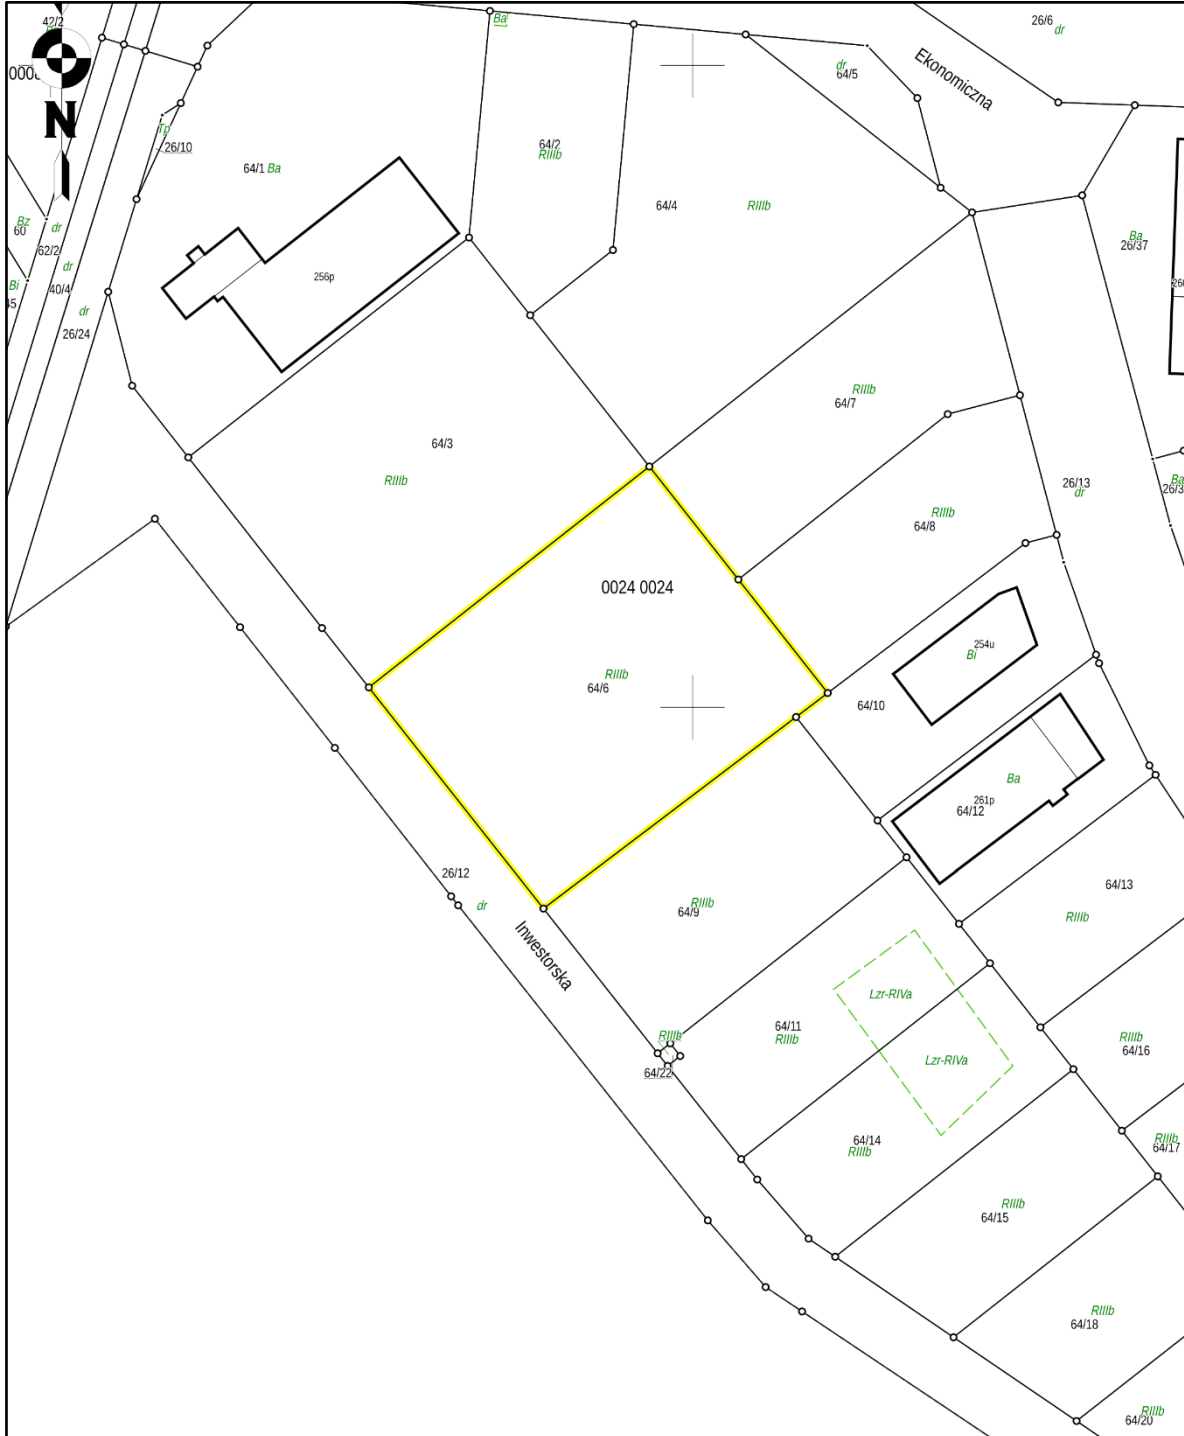 42/2
Ba
26/6
dr
Ekonomiczna
dr
64/5
N
Tp
26/10
64/2
RIIIb
64/1 Ba
64/4
RIIIb
Bz
60
dr
62/2
dr
Ba
26/37
256p
Bi
40/4
dr
26/24
64/7
RIIIb
64/3
RIIIb
26/13
dr
Ba
64/8
RIIIb
0024 0024
254u
Bi
RIIIb
64/6
64/10
Ba
261p
64/12
26/12
dr
64/13
RIIIb
RIIIb
64/9
Inwestorska
Lzr-RIVa
64/11
RIIIb
RIIIb
64/22
Lzr-RIVa
RIIIb
64/16
64/14
RIIIb
RIIIb
64/17
RIIIb
64/15
RIIIb
64/18
RIIIb
64/20